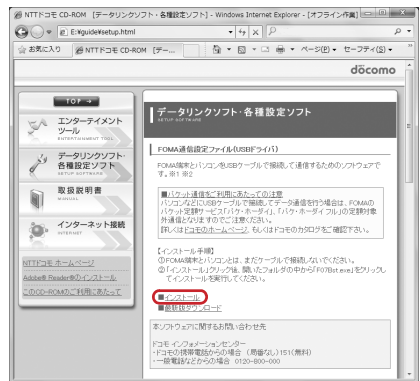 NTTドコモ CD-ROM [データリンクソフト・各種設定ソフト] - Windows Internet Explorer - [オフライン作業]
E:¥guide¥setup.html
お気に入り
NTTドコモ CD-ROM [デー...
ページ(P)
セーフティ(S)
döcomo
TOP
エンターテイメント
ツール
ENTERTAINMENT TOOL
データリンクソフト・
各種設定ソフト
SETUP SOFTWARE
取扱説明書
MANUAL
インターネット接続
INTERNET
NTTドコモ ホームページ
Adobe® Reader®のインストール
このCD-ROMのご利用にあたって
データリンクソフト・各種設定ソフト
SETUP SOFTWARE
FOMA通信設定ファイル(USBドライバ)
FOMA端末とパソコンをUSBケーブルで接続して通信するためのソフトウェアで
す。※1 ※2
■パケット通信をご利用にあたっての注意
パソコンなどにUSBケーブルで接続してデータ通信を行う場合は、FOMAの
パケット定額サービス「パケ・ホーダイ」、「パケ・ホーダイフル」の定額対象
外通信となりますのでご注意ください。
詳しくはドコモのホームページ、もしくはドコモのカタログをご確認下さい。
【インストール手順】
①FOMA端末とパソコンとは、まだケーブルで接続しないでください。
②「インストール」クリック後、開いたフォルダの中から「F07Bst.exe」をクリックし
てインストールを実行してください。
■インストール
■最新版ダウンロード
本ソフトウェアに関するお問い合わせ先
ドコモ インフォメーションセンター
・ドコモの携帯電話からの場合 (局番なし)151(無料)
・一般電話などからの場合 0120-800-000